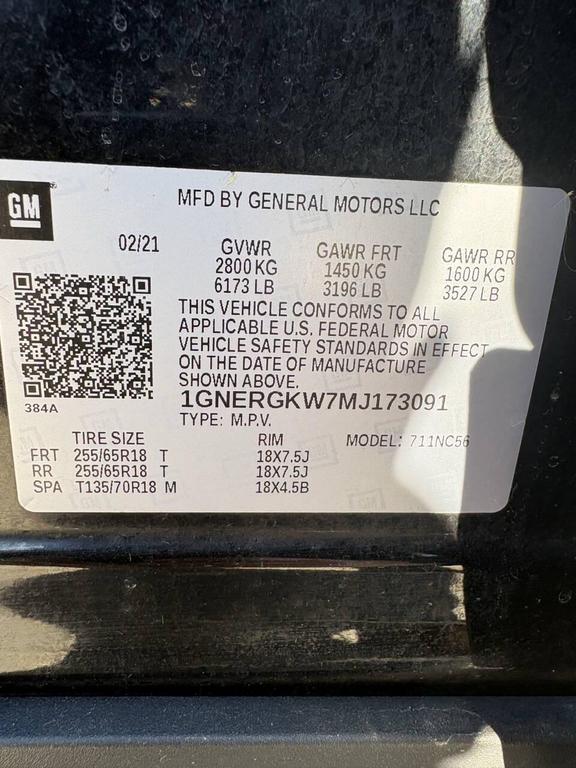 GM
MFD BY GENERAL MOTORS LLC
02/21 GVWR GAWR FRT GAWR RR
2800 KG 1450 KG 1600 KG
6173 LB 3196 LB 3527 LB
THIS VEHICLE CONFORMS TO ALL
APPLICABLE U.S. FEDERAL MOTOR
VEHICLE SAFETY STANDARDS IN EFFECT
ON THE DATE OF MANUFACTURE
SHOWN ABOVE.
384A 1GNERGKW7MJ173091
TYPE: M.P.V.
TIRE SIZE RIM MODEL: 711NC56
FRT 255/65R18 T 18X7.5J
RR 255/65R18 T 18X7.5J
SPA T135/70R18 M 18X4.5B